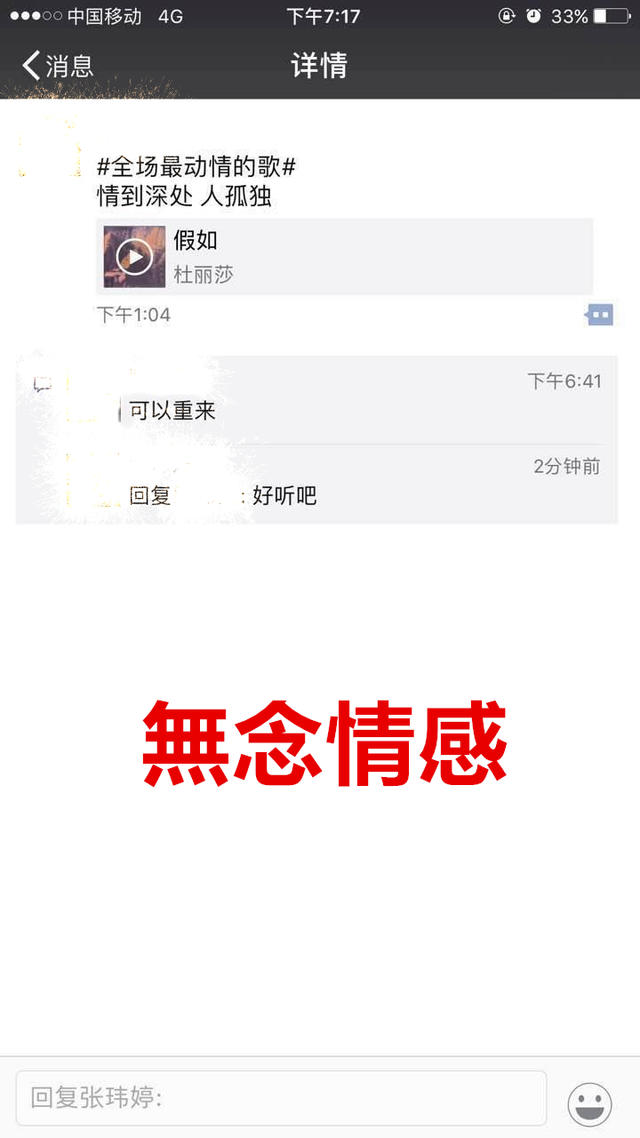 中国移动 4G 下午7:17 33%
消息 详情
#全场最动情的歌#
情到深处 人孤独
假如
杜丽莎
下午1:04
下午6:41
可以重来
2分钟前
回复 : 好听吧
無念情感
回复张玮婷: